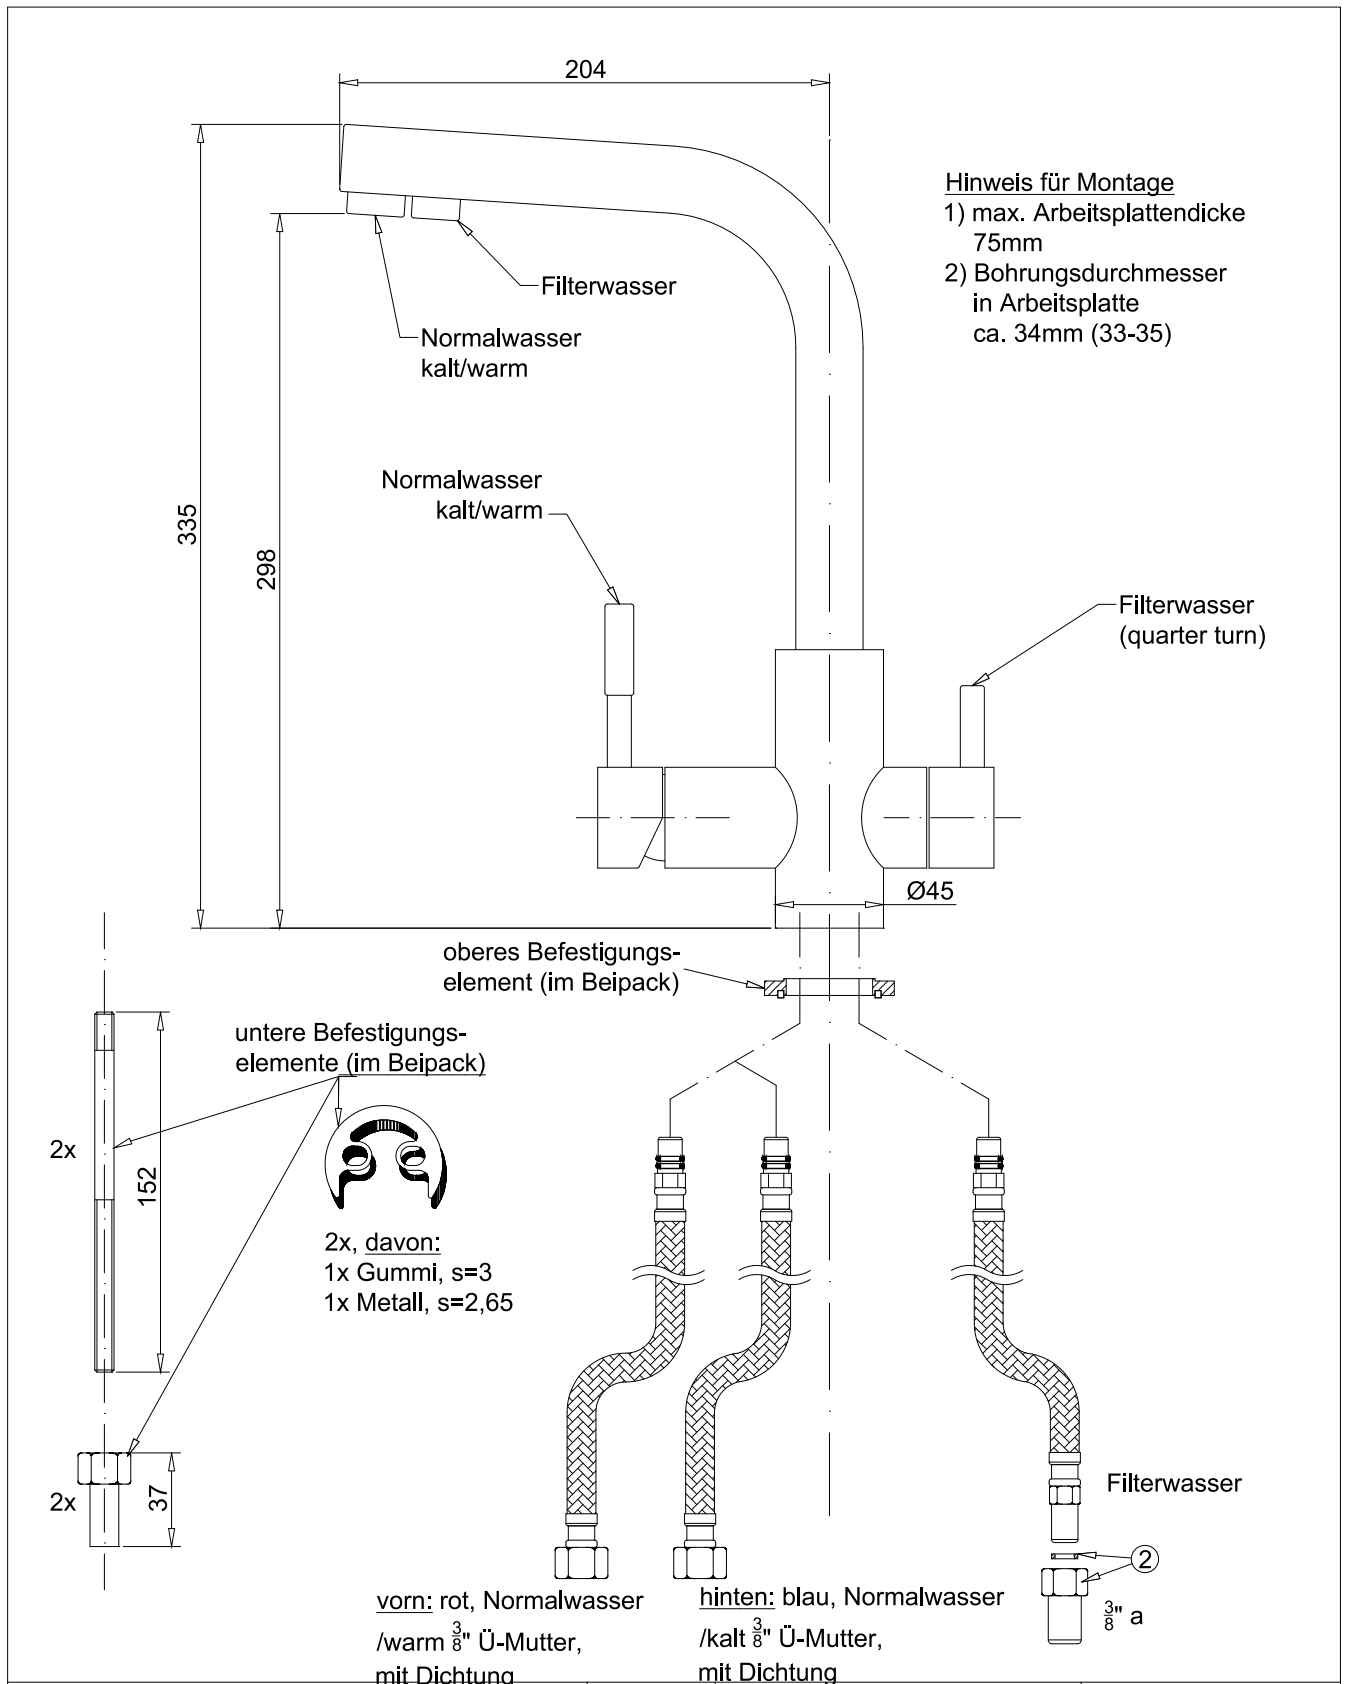 204
Hinweis für Montage
1) max. Arbeitsplattendicke
75mm
2) Bohrungsdurchmesser
in Arbeitsplatte
ca. 34mm (33-35)
Filterwasser
Normalwasser
kalt/warm
Normalwasser
kalt/warm
335
298
Filterwasser
(quarter turn)
Ø45
oberes Befestigungs-
element (im Beipack)
untere Befestigungs-
elemente (im Beipack)
2x
152
2x, davon:
1x Gummi, s=3
1x Metall, s=2,65
2x
37
Filterwasser
2
3/8" a
vorn: rot, Normalwasser
/warm 3/8" Ü-Mutter,
mit Dichtung
hinten: blau, Normalwasser
/kalt 3/8" Ü-Mutter,
mit Dichtung